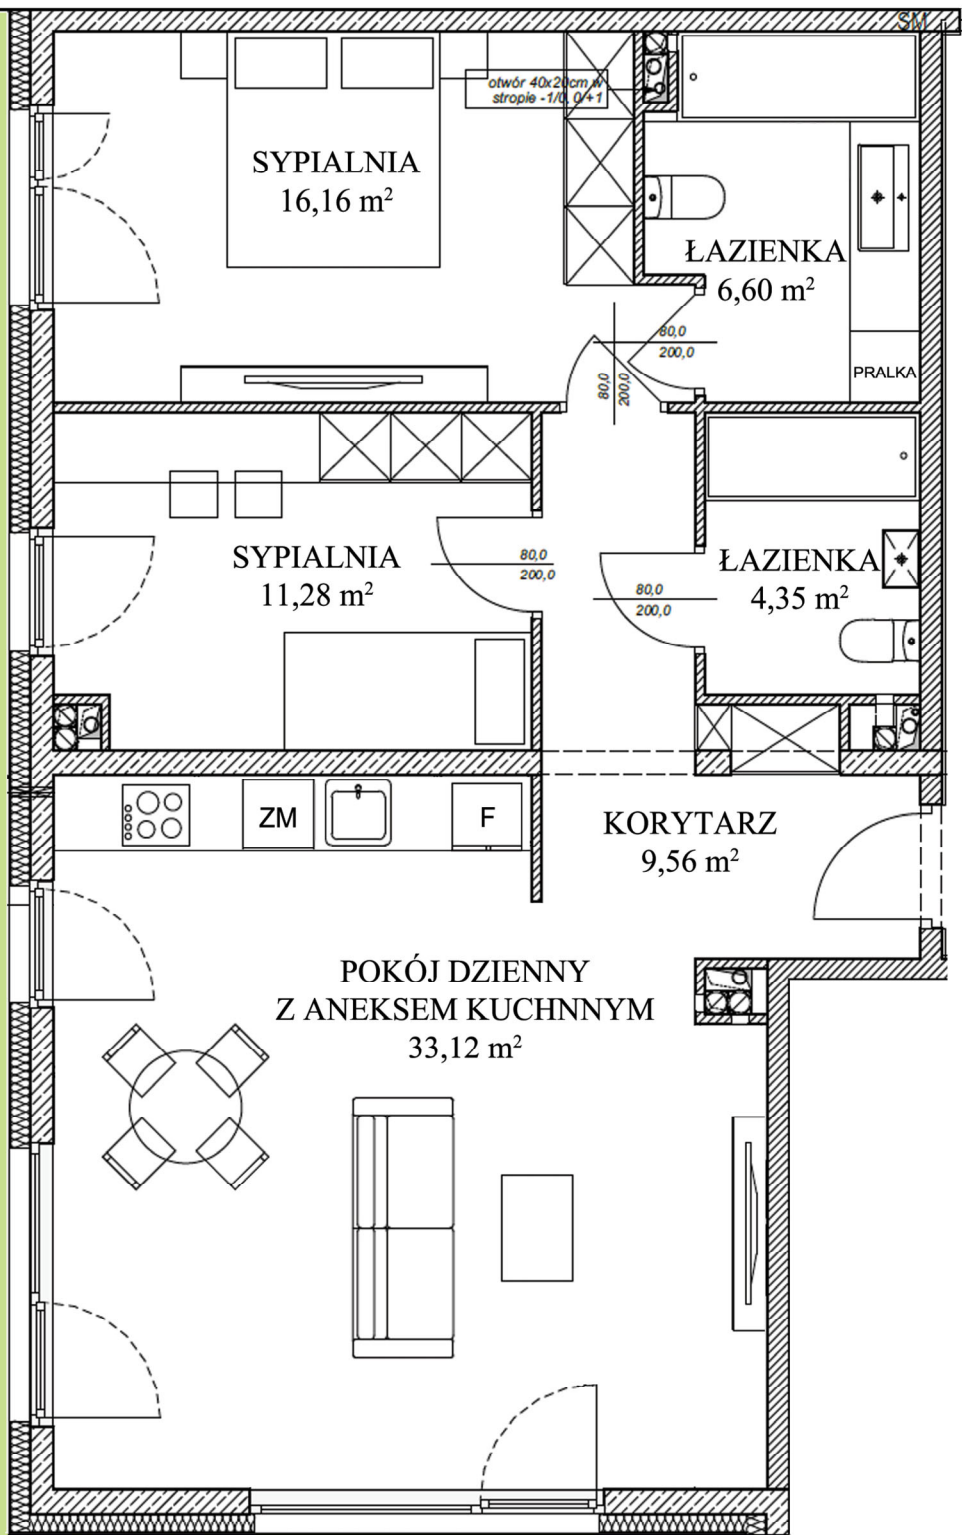 SM
otwór 40x20cm w
stropie -1/0, 0/+1
SYPIALNIA
16,16 m²
ŁAZIENKA
6,60 m²
80,0
200,0
80,0
200,0
PRALKA
SYPIALNIA
11,28 m²
80,0
200,0
ŁAZIENKA
4,35 m²
80,0
200,0
ZM
F
KORYTARZ
9,56 m²
POKÓJ DZIENNY
Z ANEKSEM KUCHNNYM
33,12 m²